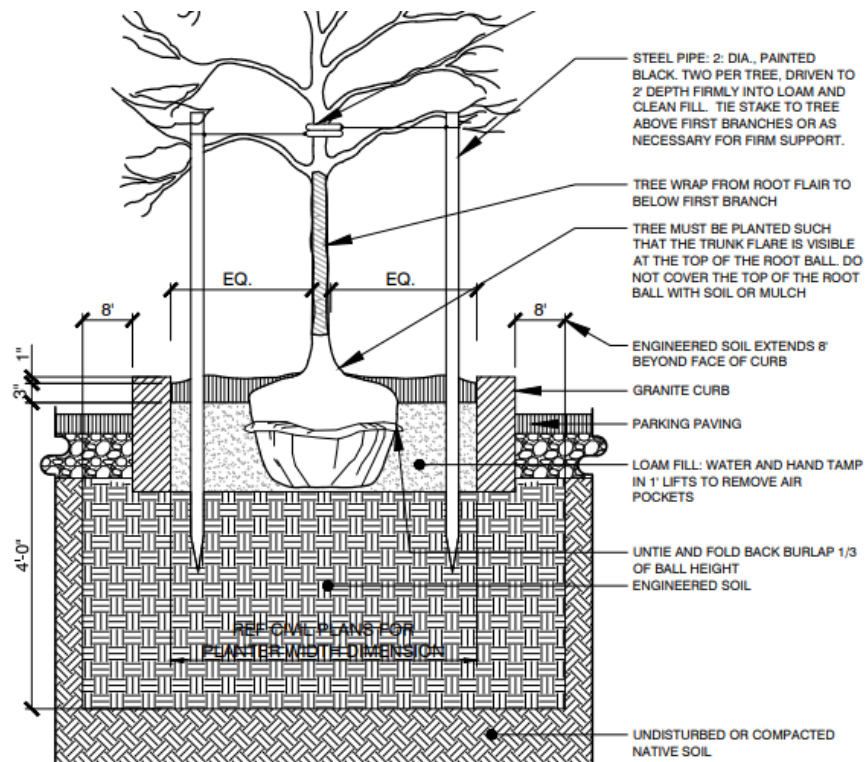 STEEL PIPE: 2: DIA., PAINTED
BLACK. TWO PER TREE, DRIVEN TO
2' DEPTH FIRMLY INTO LOAM AND
CLEAN FILL. TIE STAKE TO TREE
ABOVE FIRST BRANCHES OR AS
NECESSARY FOR FIRM SUPPORT.
TREE WRAP FROM ROOT FLAIR TO
BELOW FIRST BRANCH
TREE MUST BE PLANTED SUCH
THAT THE TRUNK FLARE IS VISIBLE
AT THE TOP OF THE ROOT BALL. DO
NOT COVER THE TOP OF THE ROOT
BALL WITH SOIL OR MULCH
EQ.
EQ.
8'
8'
1"
3"
4'-0"
ENGINEERED SOIL EXTENDS 8'
BEYOND FACE OF CURB
GRANITE CURB
PARKING PAVING
LOAM FILL: WATER AND HAND TAMP
IN 1' LIFTS TO REMOVE AIR
POCKETS
UNTIE AND FOLD BACK BURLAP 1/3
OF BALL HEIGHT
ENGINEERED SOIL
REF CIVIL PLANS FOR
PLANTER WIDTH DIMENSION
UNDISTURBED OR COMPACTED
NATIVE SOIL